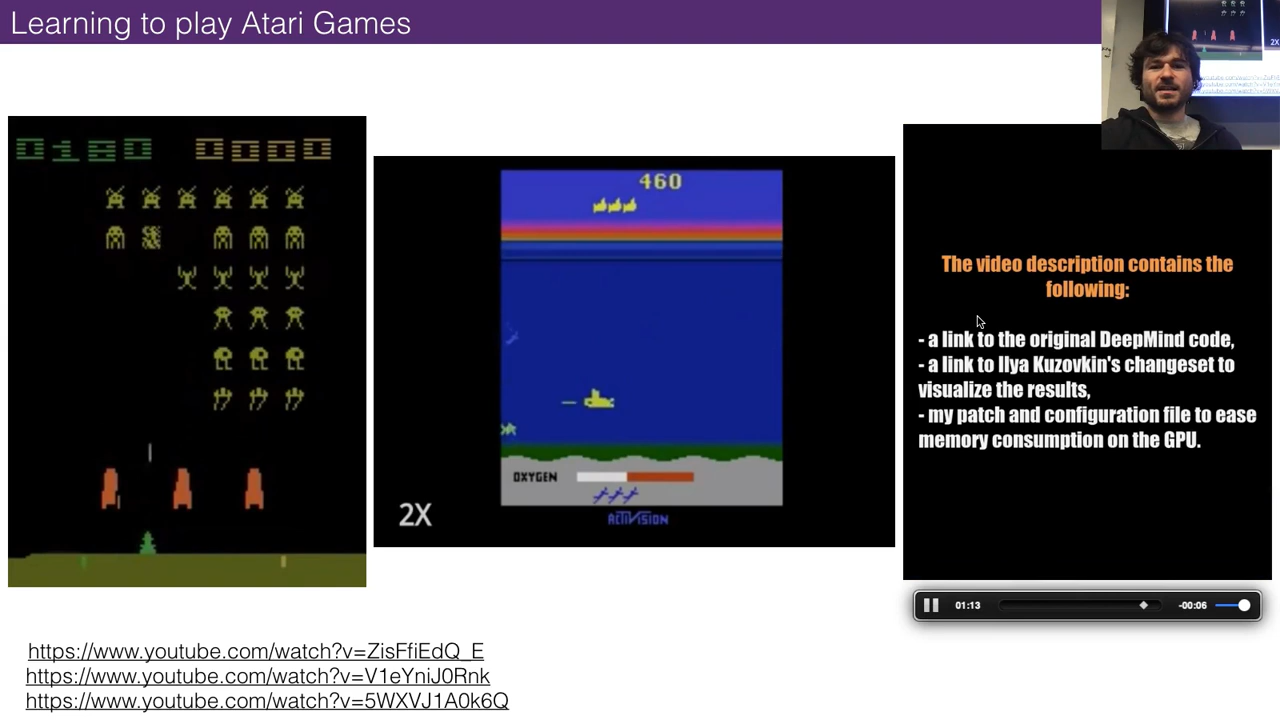 Learning to play Atari Games
2X
0180 0000
460
OXYGEN
ACTIVISION
2X
The video description contains the
following:
- a link to the original DeepMind code,
- a link to Ilya Kuzovkin's changeset to
visualize the results,
- my patch and configuration file to ease
memory consumption on the GPU.
01:13
-00:06
https://www.youtube.com/watch?v=ZisFfiEdQ_E
https://www.youtube.com/watch?v=V1eYniJ0Rnk
https://www.youtube.com/watch?v=5WXVJ1A0k6Q